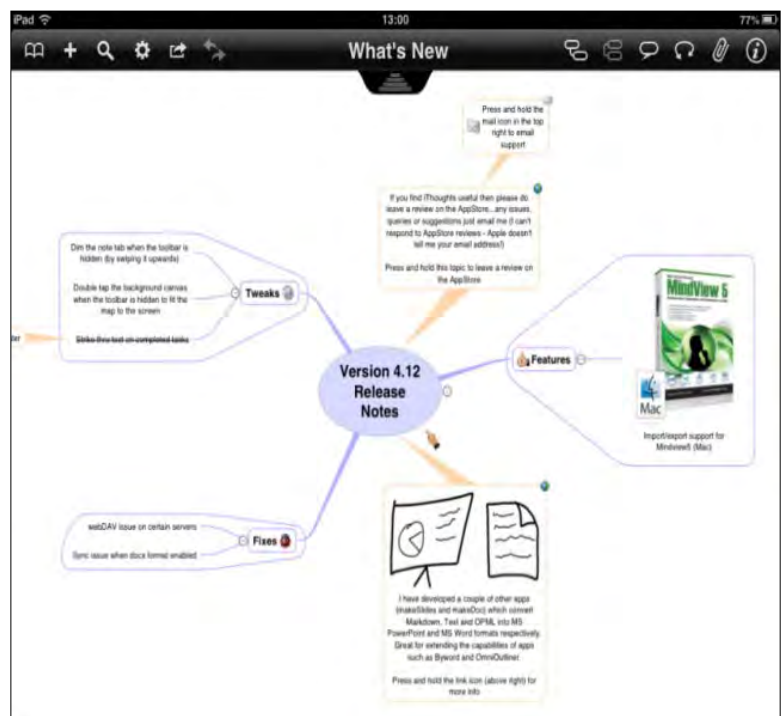 iPad
13:00
77%
What's New
Press and hold the
mail icon in the top
right to email
support
If you find iThoughts useful then please do
leave a review on the AppStore...any issues,
queries or suggestions just email me (I can't
respond to AppStore reviews - Apple doesn't
tell me your email address!)
Press and hold this topic to leave a review on
the AppStore
Dim the note tab when the toolbar is
hidden (by swiping it upwards)
Double tap the background canvas
when the toolbar is hidden to fit the
map to the screen
Strike thru text on completed tasks
Tweaks
Version 4.12
Release
Notes
Features
MindView 5
Mac
Import/export support for
Mindview5 (Mac)
webDAV issue on certain servers
Sync issue when docs format enabled
Fixes
I have developed a couple of other apps
(makeSlides and makeDoc) which convert
Markdown, Text and OPML into MS
PowerPoint and MS Word formats respectively.
Great for extending the capabilities of apps
such as Byword and OmniOutliner.
Press and hold the link icon (above right) for
more info